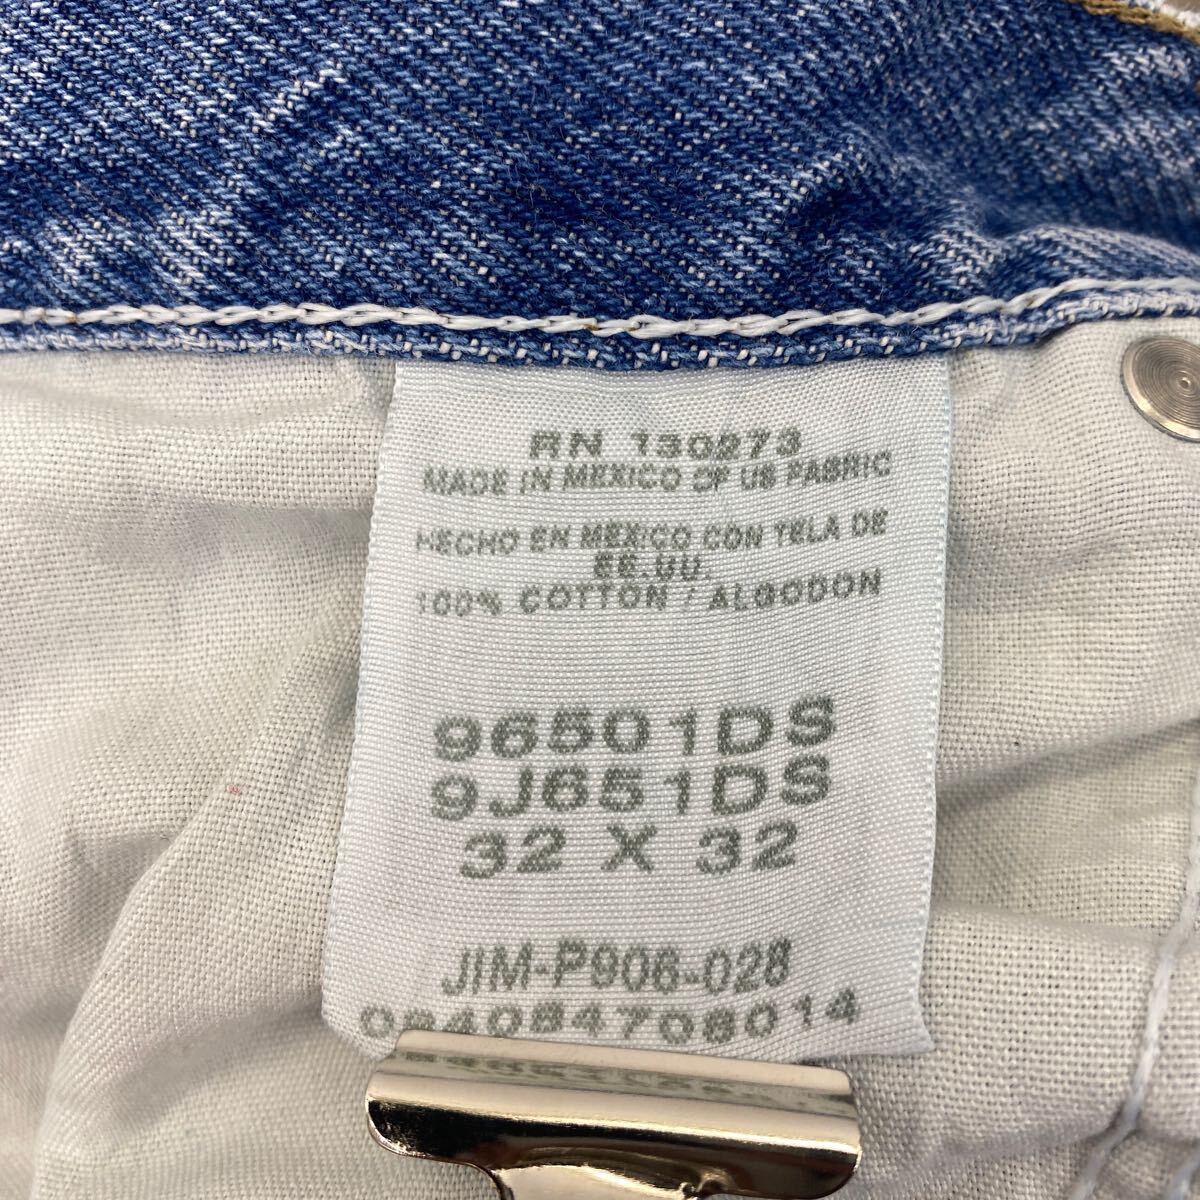 RN 130273
MADE IN MEXICO OF US FABRIC
HECHO EN MEXICO CON TELA DE
EE.UU.
100% COTTON / ALGODON
96501DS
9J651DS
32 X 32
JIM-P906-028